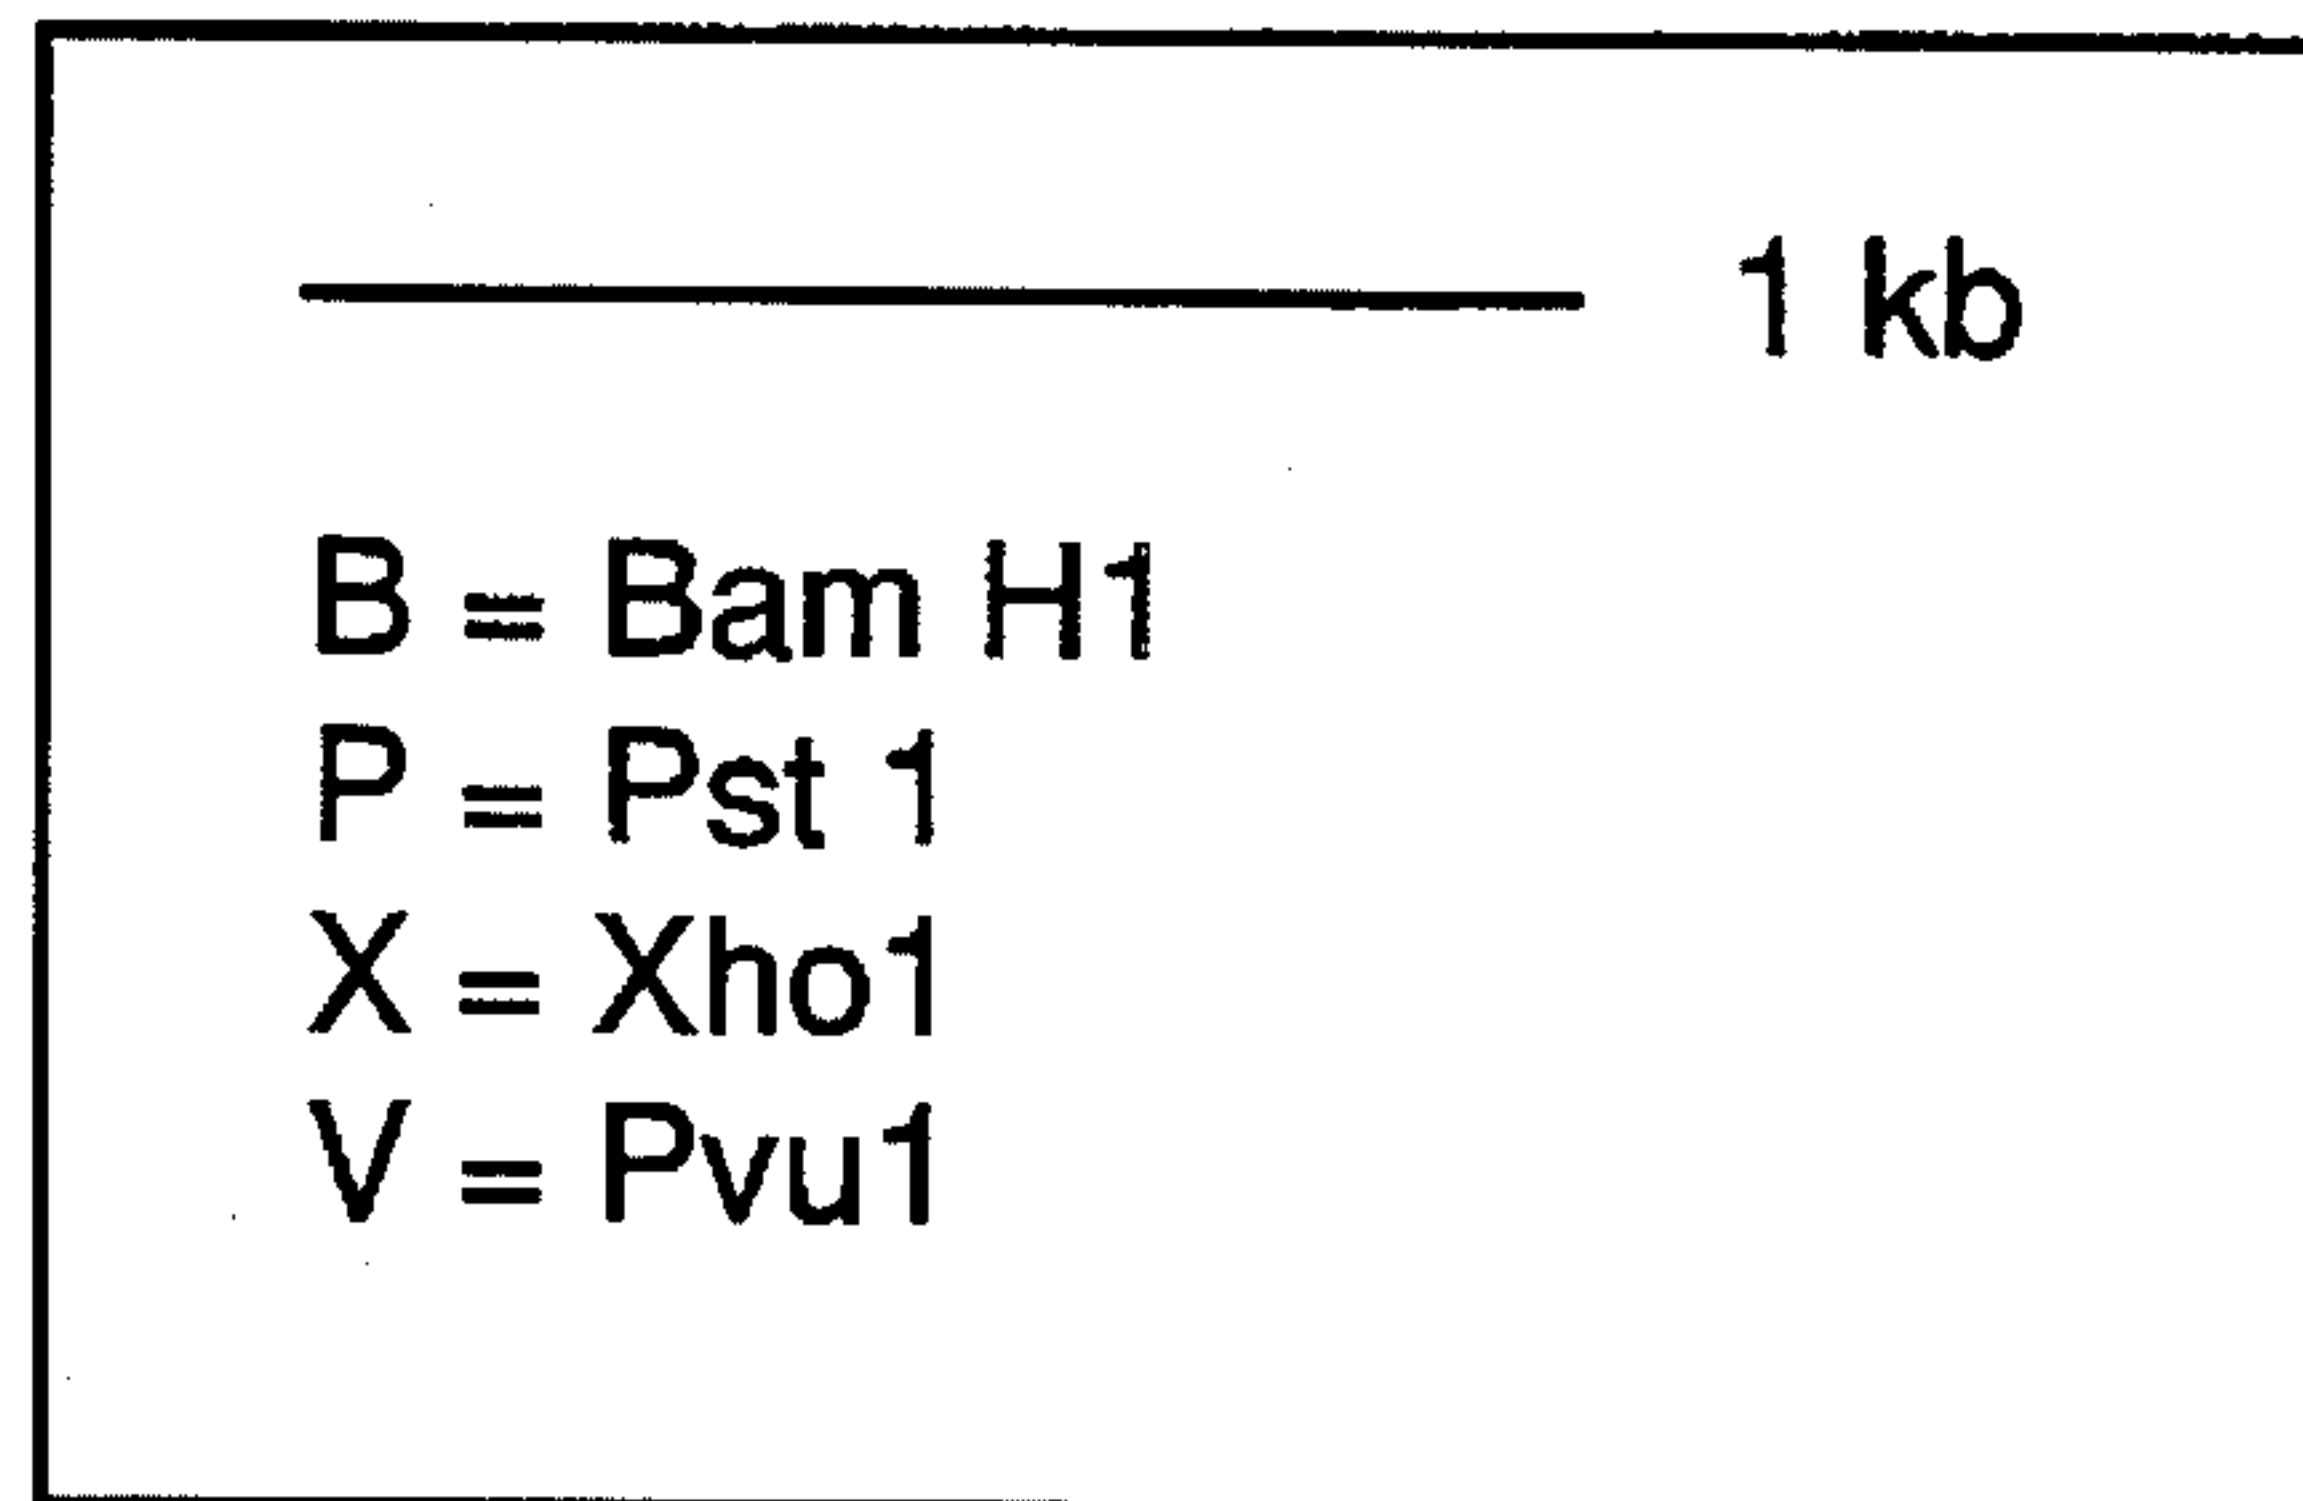 1 kb
B = Bam H1
P = Pst 1
X = Xho1
V = Pvu1